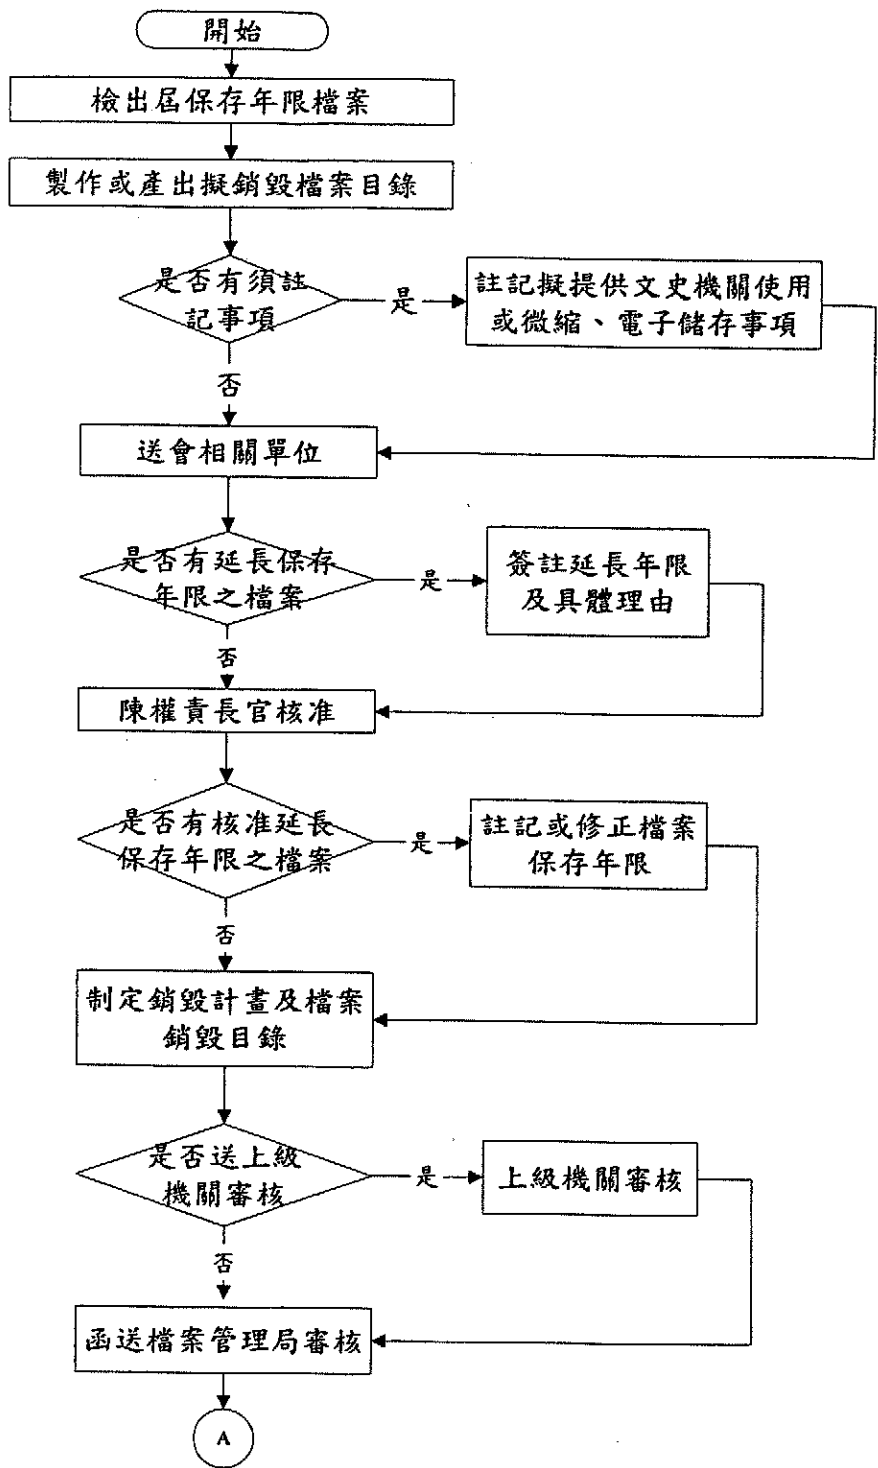 開始
檢出屆保存年限檔案
製作或產出擬銷毀檔案目錄
是否有須註
記事項
是
註記擬提供文史機關使用
或微縮、電子儲存事項
否
送會相關單位
是否有延長保存
年限之檔案
是
簽註延長年限
及具體理由
否
陳權責長官核准
是否有核准延長
保存年限之檔案
是
註記或修正檔案
保存年限
否
制定銷毀計畫及檔案
銷毀目錄
是否送上級
機關審核
是
上級機關審核
否
函送檔案管理局審核
A